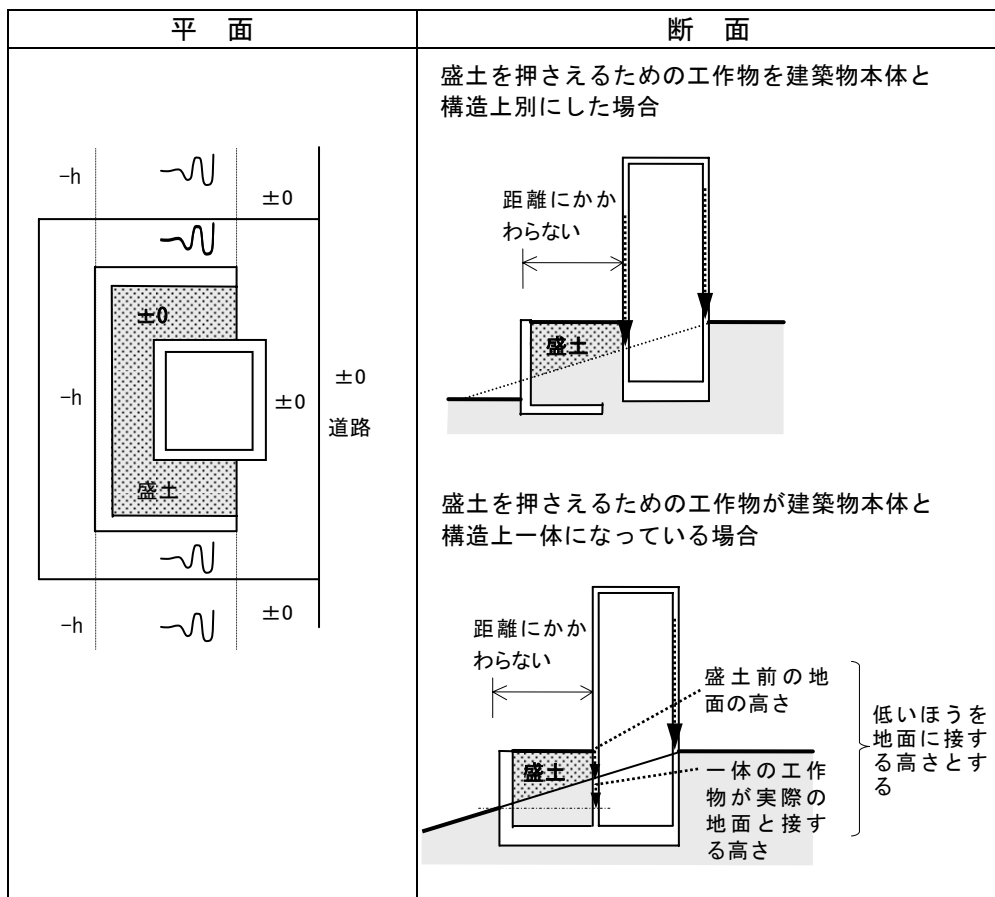 平 面
断 面
-h
±0
±0
-h
±0
±0
道路
盛土
-h
±0
盛土を押さえるための工作物を建築物本体と
構造上別にした場合
距離にかか
わらない
盛土
盛土を押さえるための工作物が建築物本体と
構造上一体になっている場合
距離にかか
わらない
盛土前の地
面の高さ
盛土
一体の工作
物が実際の
地面と接す
る高さ
低いほうを
地面に接す
る高さとす
る